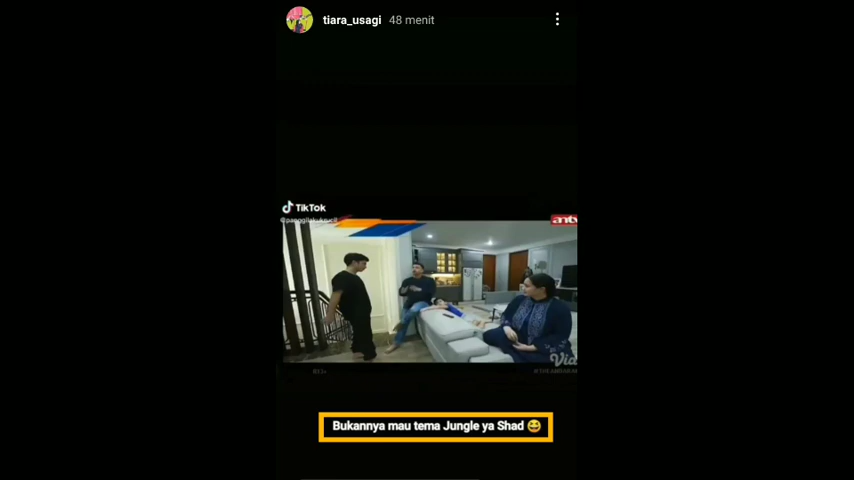 tiara_usagi 48 menit
TikTok
antv
Bukannya mau tema Jungle ya Shad 😆